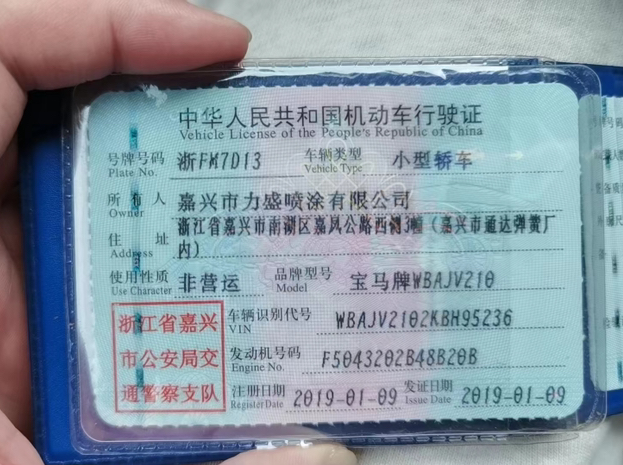 中华人民共和国机动车行驶证
Vehicle License of the People's Republic of China
号牌号码 浙FM7D13 车辆类型 小型轿车
Plate No. Vehicle Type
所有人 嘉兴市力盛喷涂有限公司
Owner
住址 浙江省嘉兴市南湖区嘉凤公路西侧3幢（嘉兴市通达弹簧厂
Address 内）
使用性质 非营运 品牌型号 宝马牌WBAJV210
Use Character Model
浙江省嘉兴
市公安局交
通警察支队
车辆识别代号 WBAJV2102KBH95236
VIN
发动机号码 F5043202B48B20B
Engine No.
注册日期 2019-01-09 发证日期 2019-01-09
Register Date Issue Date